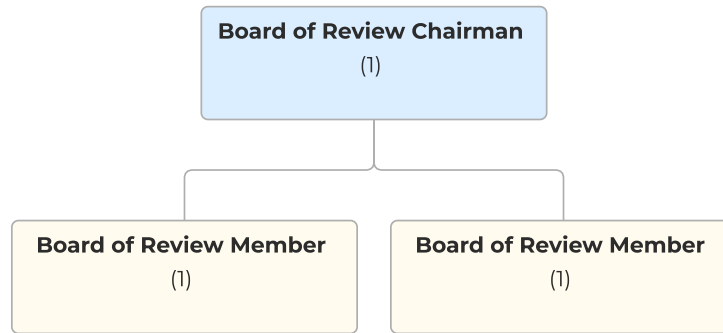 Board of Review Chairman
(1)
Board of Review Member
(1)
Board of Review Member
(1)